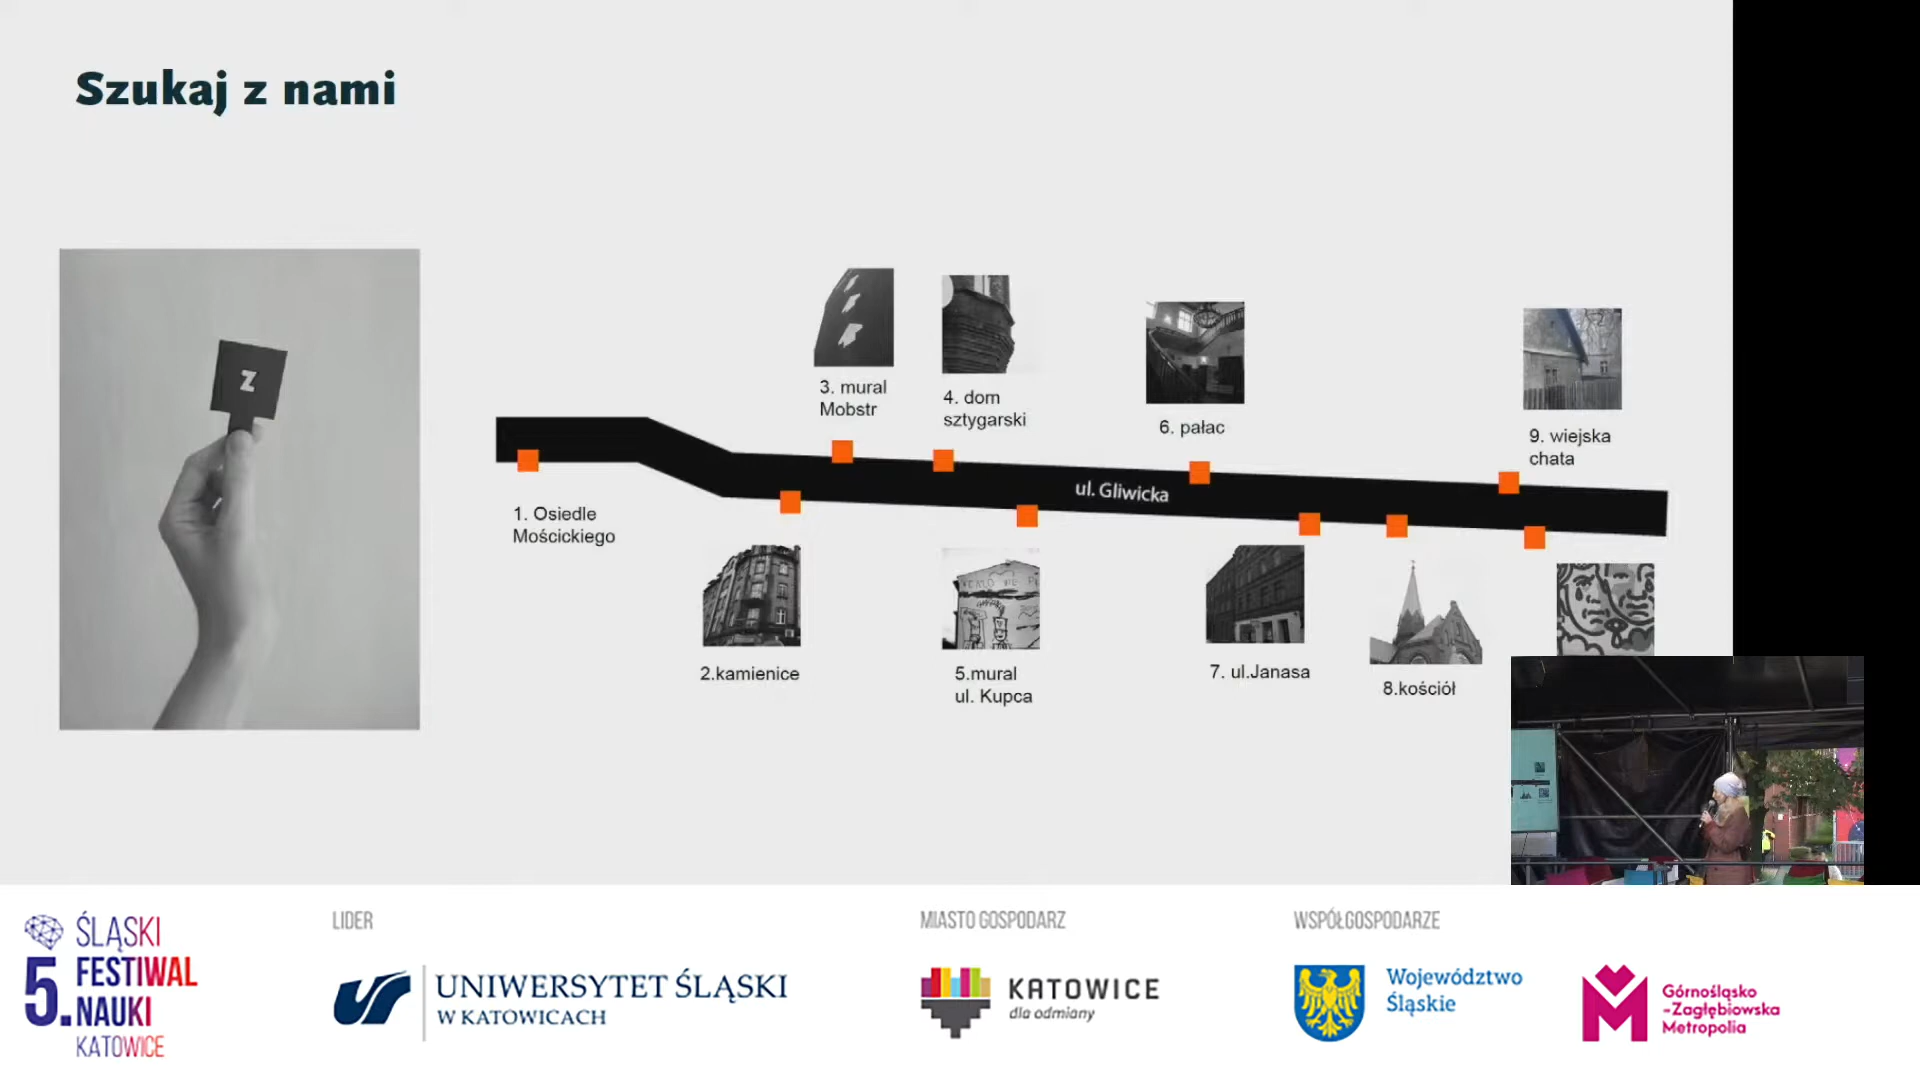 Szukaj z nami
z
3. mural
Mobstr
4. dom
sztygarski
6. pałac
9. wiejska
chata
ul. Gliwicka
1. Osiedle
Mościckiego
2.kamienice
5.mural
ul. Kupca
7. ul.Janasa
8.kościół
5. ŚLĄSKI
FESTIWAL
NAUKI
KATOWICE
LIDER
UNIWERSYTET ŚLĄSKI
W KATOWICACH
MIASTO GOSPODARZ
KATOWICE
dla odmiany
WSPÓŁGOSPODARZE
Województwo
Śląskie
Górnośląsko
-Zagłębiowska
Metropolia